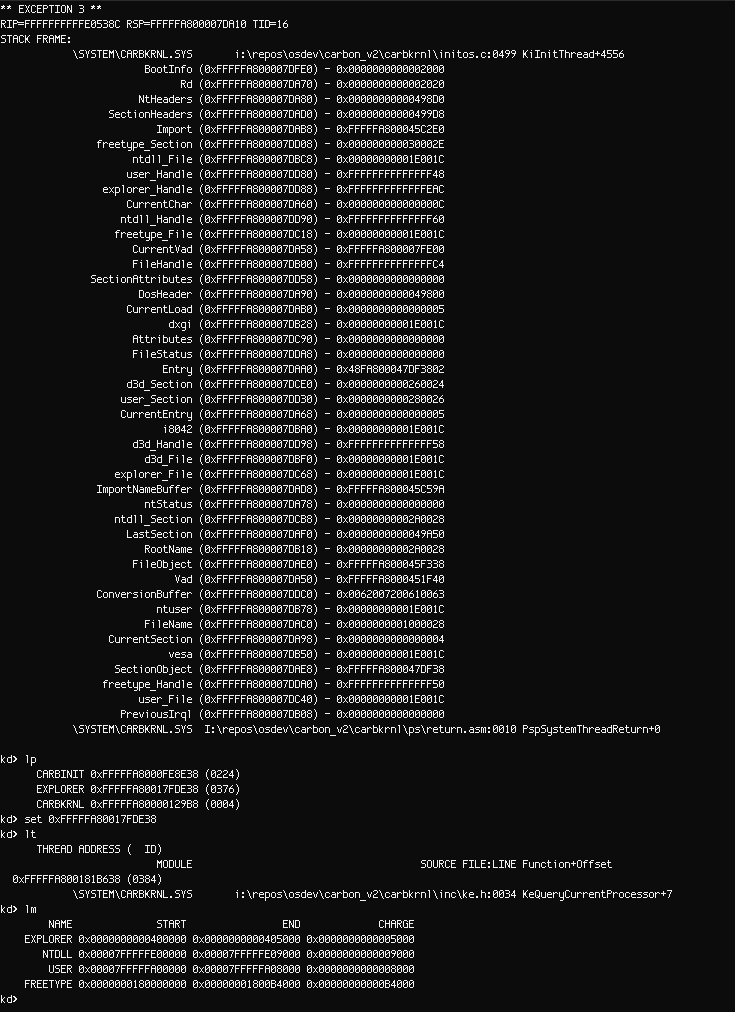 ** EXCEPTION 3 **
RIP=FFFFFFFFFFE0538C RSP=FFFFFA800007DA10 TID=16
STACK FRAME:
\SYSTEM\CARBKRNL.SYS i:\repos\osdev\carbon_v2\carbkrnl\initos.c:0499 KiInitThread+4556
BootInfo (0xFFFFFA800007DFE0) - 0x0000000000002000
Rd (0xFFFFFA800007DA70) - 0x0000000000002020
NtHeaders (0xFFFFFA800007DA80) - 0x00000000000498D0
SectionHeaders (0xFFFFFA800007DAD0) - 0x00000000000499D8
Import (0xFFFFFA800007DAB8) - 0xFFFFFA800045C2E0
freetype_Section (0xFFFFFA800007DD08) - 0x000000000030002E
ntdll_File (0xFFFFFA800007DBC8) - 0x00000000001E001C
user_Handle (0xFFFFFA800007DD80) - 0xFFFFFFFFFFFFFF48
explorer_Handle (0xFFFFFA800007DD88) - 0xFFFFFFFFFFFFFEAC
CurrentChar (0xFFFFFA800007DA60) - 0x000000000000000C
ntdll_Handle (0xFFFFFA800007DD90) - 0xFFFFFFFFFFFFFF60
freetype_File (0xFFFFFA800007DC18) - 0x00000000001E001C
CurrentVad (0xFFFFFA800007DA58) - 0xFFFFFA800007FE00
FileHandle (0xFFFFFA800007DB00) - 0xFFFFFFFFFFFFFFC4
SectionAttributes (0xFFFFFA800007DD58) - 0x0000000000000000
DosHeader (0xFFFFFA800007DA90) - 0x0000000000049800
CurrentLoad (0xFFFFFA800007DAB0) - 0x0000000000000005
dxgi (0xFFFFFA800007DB28) - 0x00000000001E001C
Attributes (0xFFFFFA800007DC90) - 0x0000000000000000
FileStatus (0xFFFFFA800007DDA8) - 0x0000000000000000
Entry (0xFFFFFA800007DAA0) - 0x48FA800047DF3802
d3d_Section (0xFFFFFA800007DCE0) - 0x0000000000260024
user_Section (0xFFFFFA800007DD30) - 0x0000000000280026
CurrentEntry (0xFFFFFA800007DA68) - 0x0000000000000005
i8042 (0xFFFFFA800007DBA0) - 0x00000000001E001C
d3d_Handle (0xFFFFFA800007DD98) - 0xFFFFFFFFFFFFFF58
d3d_File (0xFFFFFA800007DBF0) - 0x00000000001E001C
explorer_File (0xFFFFFA800007DC68) - 0x00000000001E001C
ImportNameBuffer (0xFFFFFA800007DAD8) - 0xFFFFFA800045C59A
ntStatus (0xFFFFFA800007DA78) - 0x0000000000000000
ntdll_Section (0xFFFFFA800007DCB8) - 0x00000000002A0028
LastSection (0xFFFFFA800007DAF0) - 0x0000000000049A50
RootName (0xFFFFFA800007DB18) - 0x00000000002A0028
FileObject (0xFFFFFA800007DAE0) - 0xFFFFFA800045F338
Vad (0xFFFFFA800007DA50) - 0xFFFFFA8000451F40
ConversionBuffer (0xFFFFFA800007DDC0) - 0x0062007200610063
ntuser (0xFFFFFA800007DB78) - 0x00000000001E001C
FileName (0xFFFFFA800007DAC0) - 0x0000000001000028
CurrentSection (0xFFFFFA800007DA98) - 0x0000000000000004
vesa (0xFFFFFA800007DB50) - 0x00000000001E001C
SectionObject (0xFFFFFA800007DAE8) - 0xFFFFFA800047DF38
freetype_Handle (0xFFFFFA800007DDA0) - 0xFFFFFFFFFFFFFF50
user_File (0xFFFFFA800007DC40) - 0x00000000001E001C
PreviousIrql (0xFFFFFA800007DB08) - 0x0000000000000000
\SYSTEM\CARBKRNL.SYS I:\repos\osdev\carbon_v2\carbkrnl\ps\return.asm:0010 PspSystemThreadReturn+0
kd> lp
CARBINIT 0xFFFFFA8000FE8E38 (0224)
EXPLORER 0xFFFFFA80017FDE38 (0376)
CARBKRNL 0xFFFFFA80000129B8 (0004)
kd> set 0xFFFFFA80017FDE38
kd> lt
THREAD ADDRESS ( ID)
MODULE SOURCE FILE:LINE Function+Offset
0xFFFFFA800181B638 (0384)
\SYSTEM\CARBKRNL.SYS i:\repos\osdev\carbon_v2\carbkrnl\inc\ke.h:0034 KeQueryCurrentProcessor+7
kd> lm
NAME START END CHARGE
EXPLORER 0x0000000000400000 0x0000000000405000 0x0000000000005000
NTDLL 0x00007FFFFFE00000 0x00007FFFFFE09000 0x0000000000009000
USER 0x00007FFFFFA00000 0x00007FFFFFA08000 0x0000000000008000
FREETYPE 0x0000000180000000 0x00000001800B4000 0x00000000000B4000
kd>